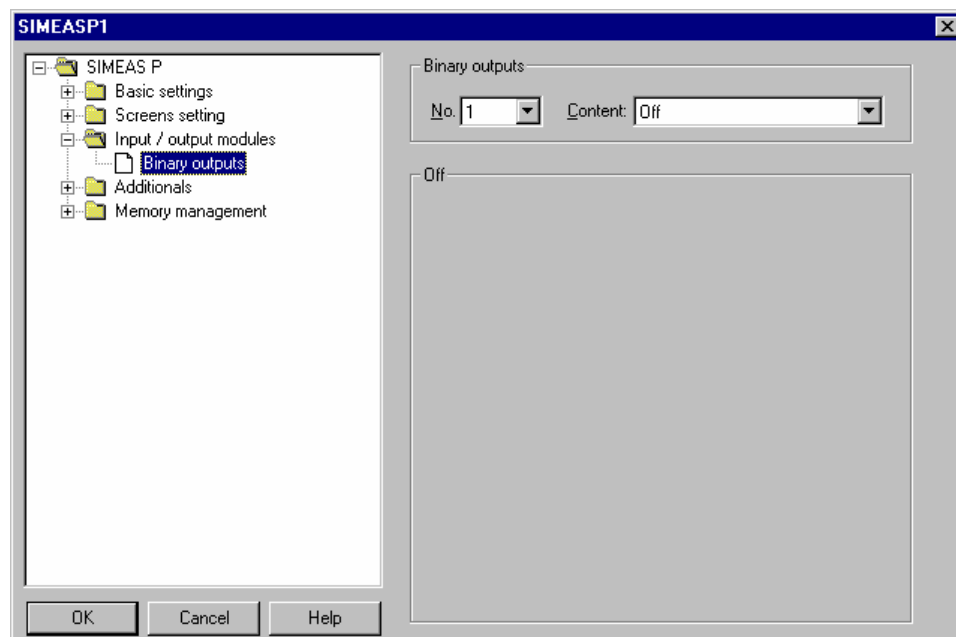 SIMEASP1
SIMEAS P
Basic settings
Screens setting
Input / output modules
Binary outputs
Additionals
Memory management
OK
Cancel
Help
Binary outputs
No. 1
Content: Off
Off